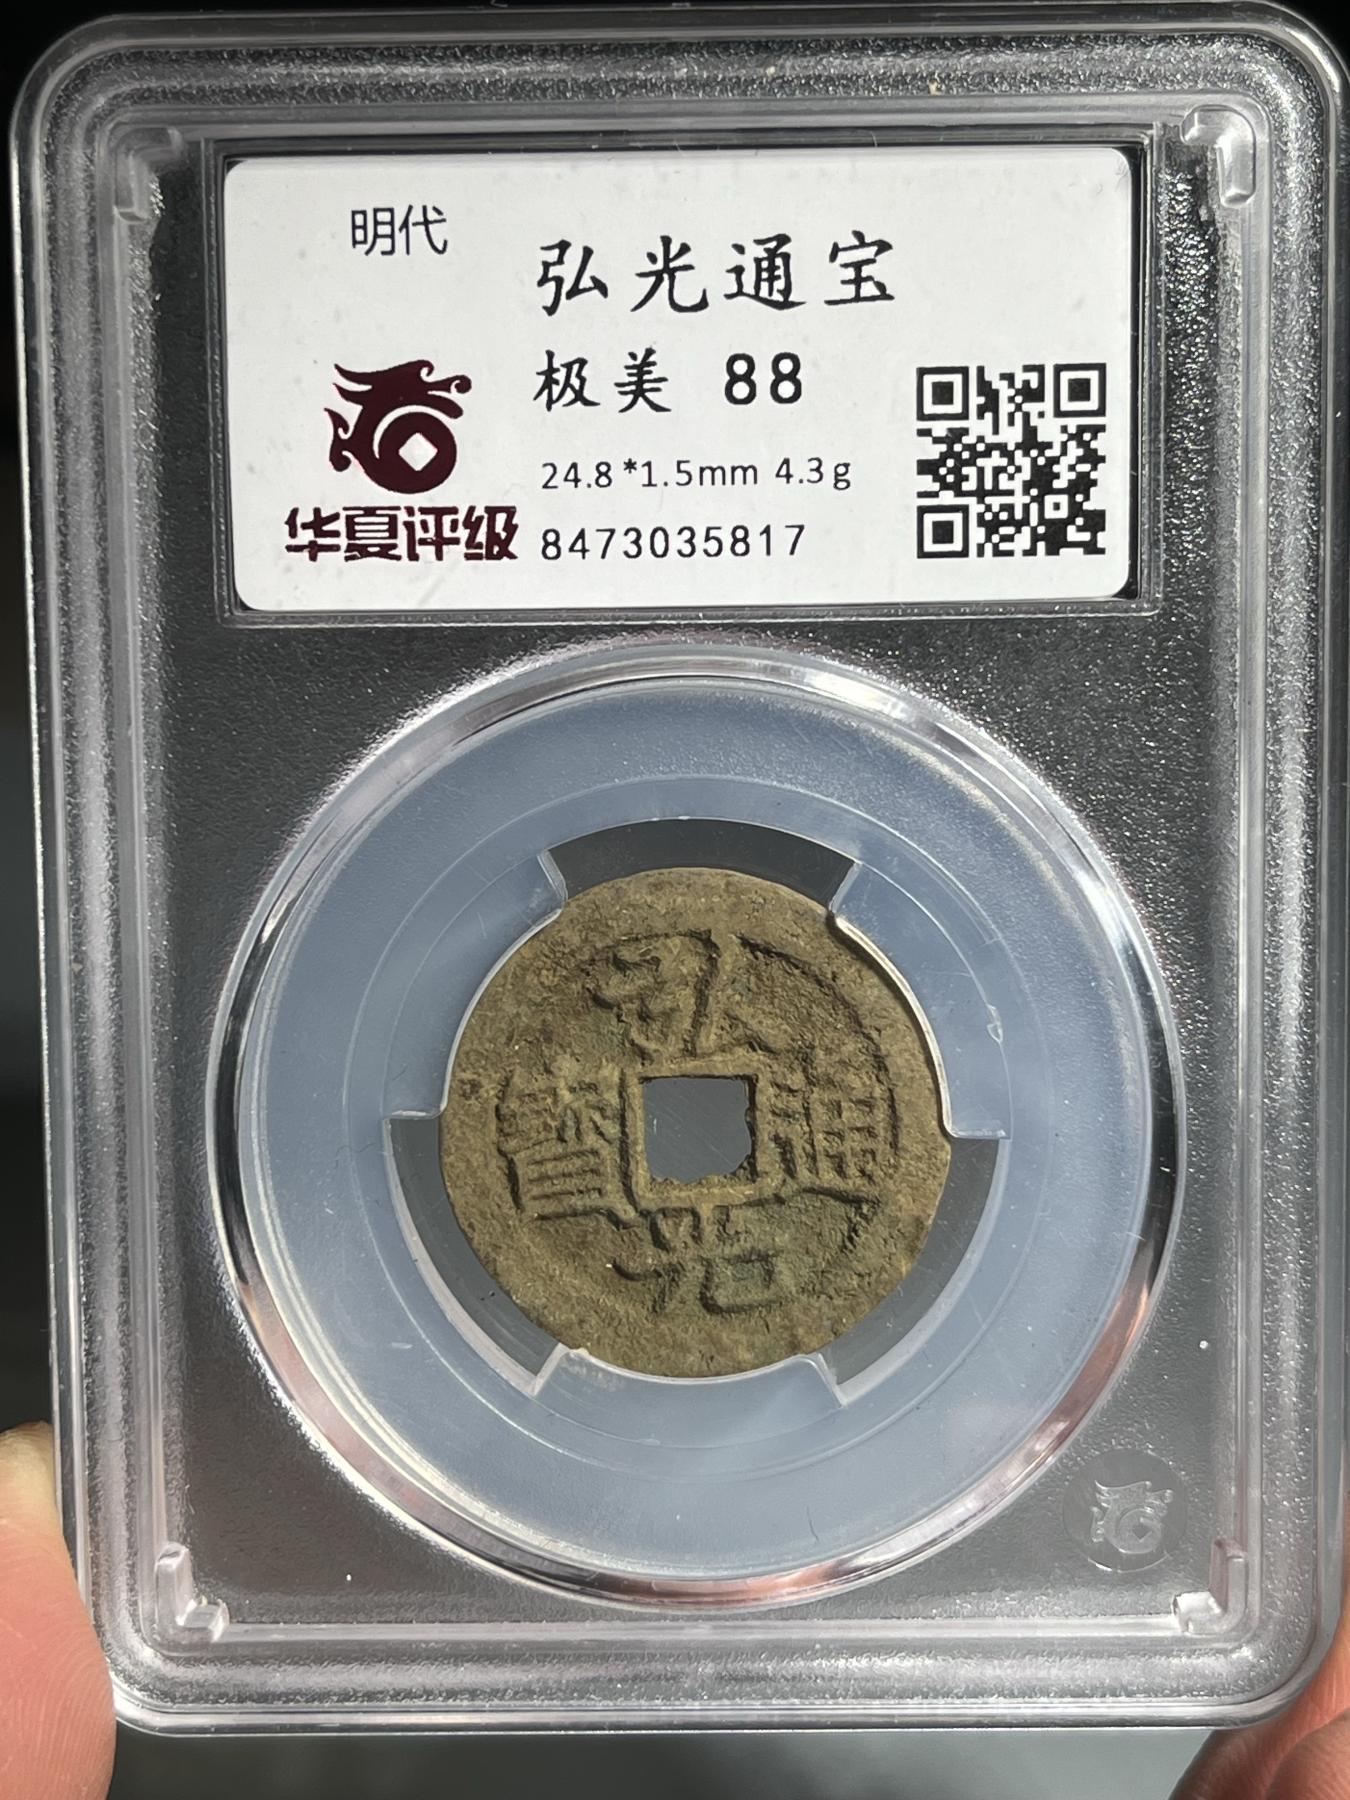 明代
弘光通宝
极美 88
24.8*1.5mm 4.3g
华夏评级 8473035817
弘
寶 通
光